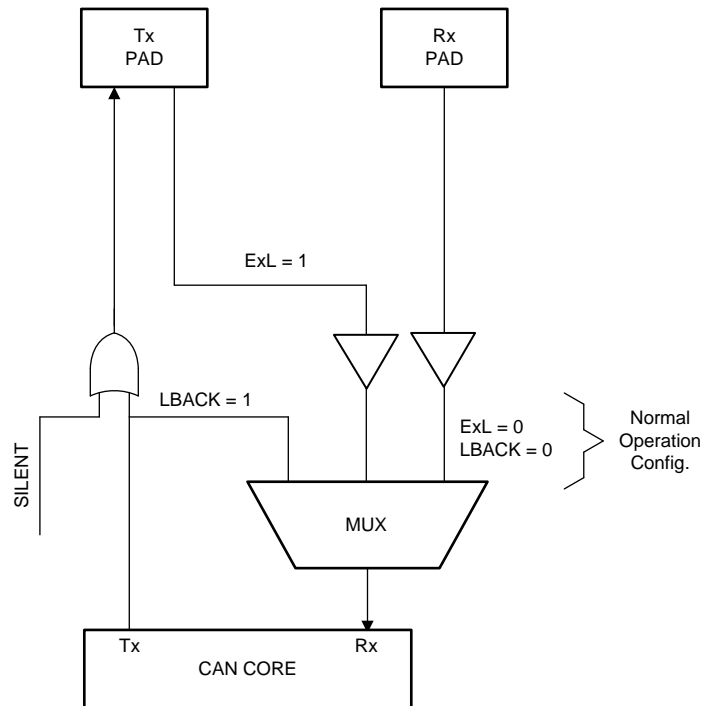 Tx
PAD
Rx
PAD
ExL = 1
LBACK = 1
ExL = 0
LBACK = 0
Normal
Operation
Config.
SILENT
MUX
Tx
Rx
CAN CORE